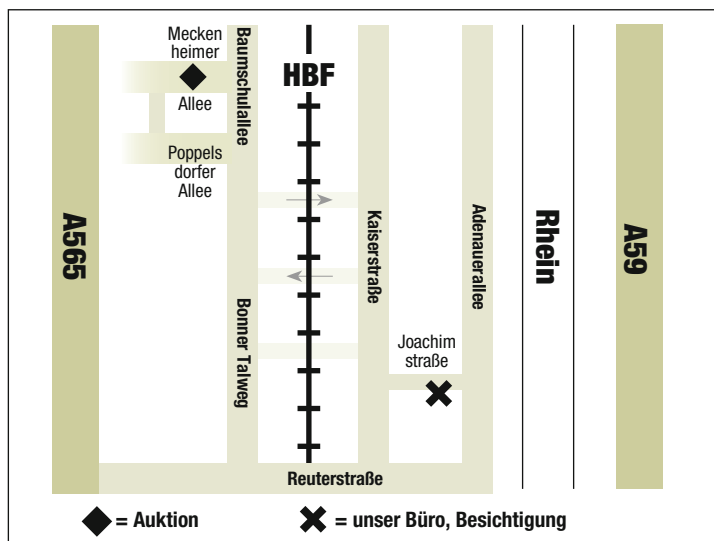 Mecken
heimer
Allee
Poppels
dorfer
Allee
Baumschulallee
HBF
A565
Bonner Talweg
Kaiserstraße
Adenauerallee
Rhein
A59
Joachim
straße
Reuterstraße
= Auktion
= unser Büro, Besichtigung